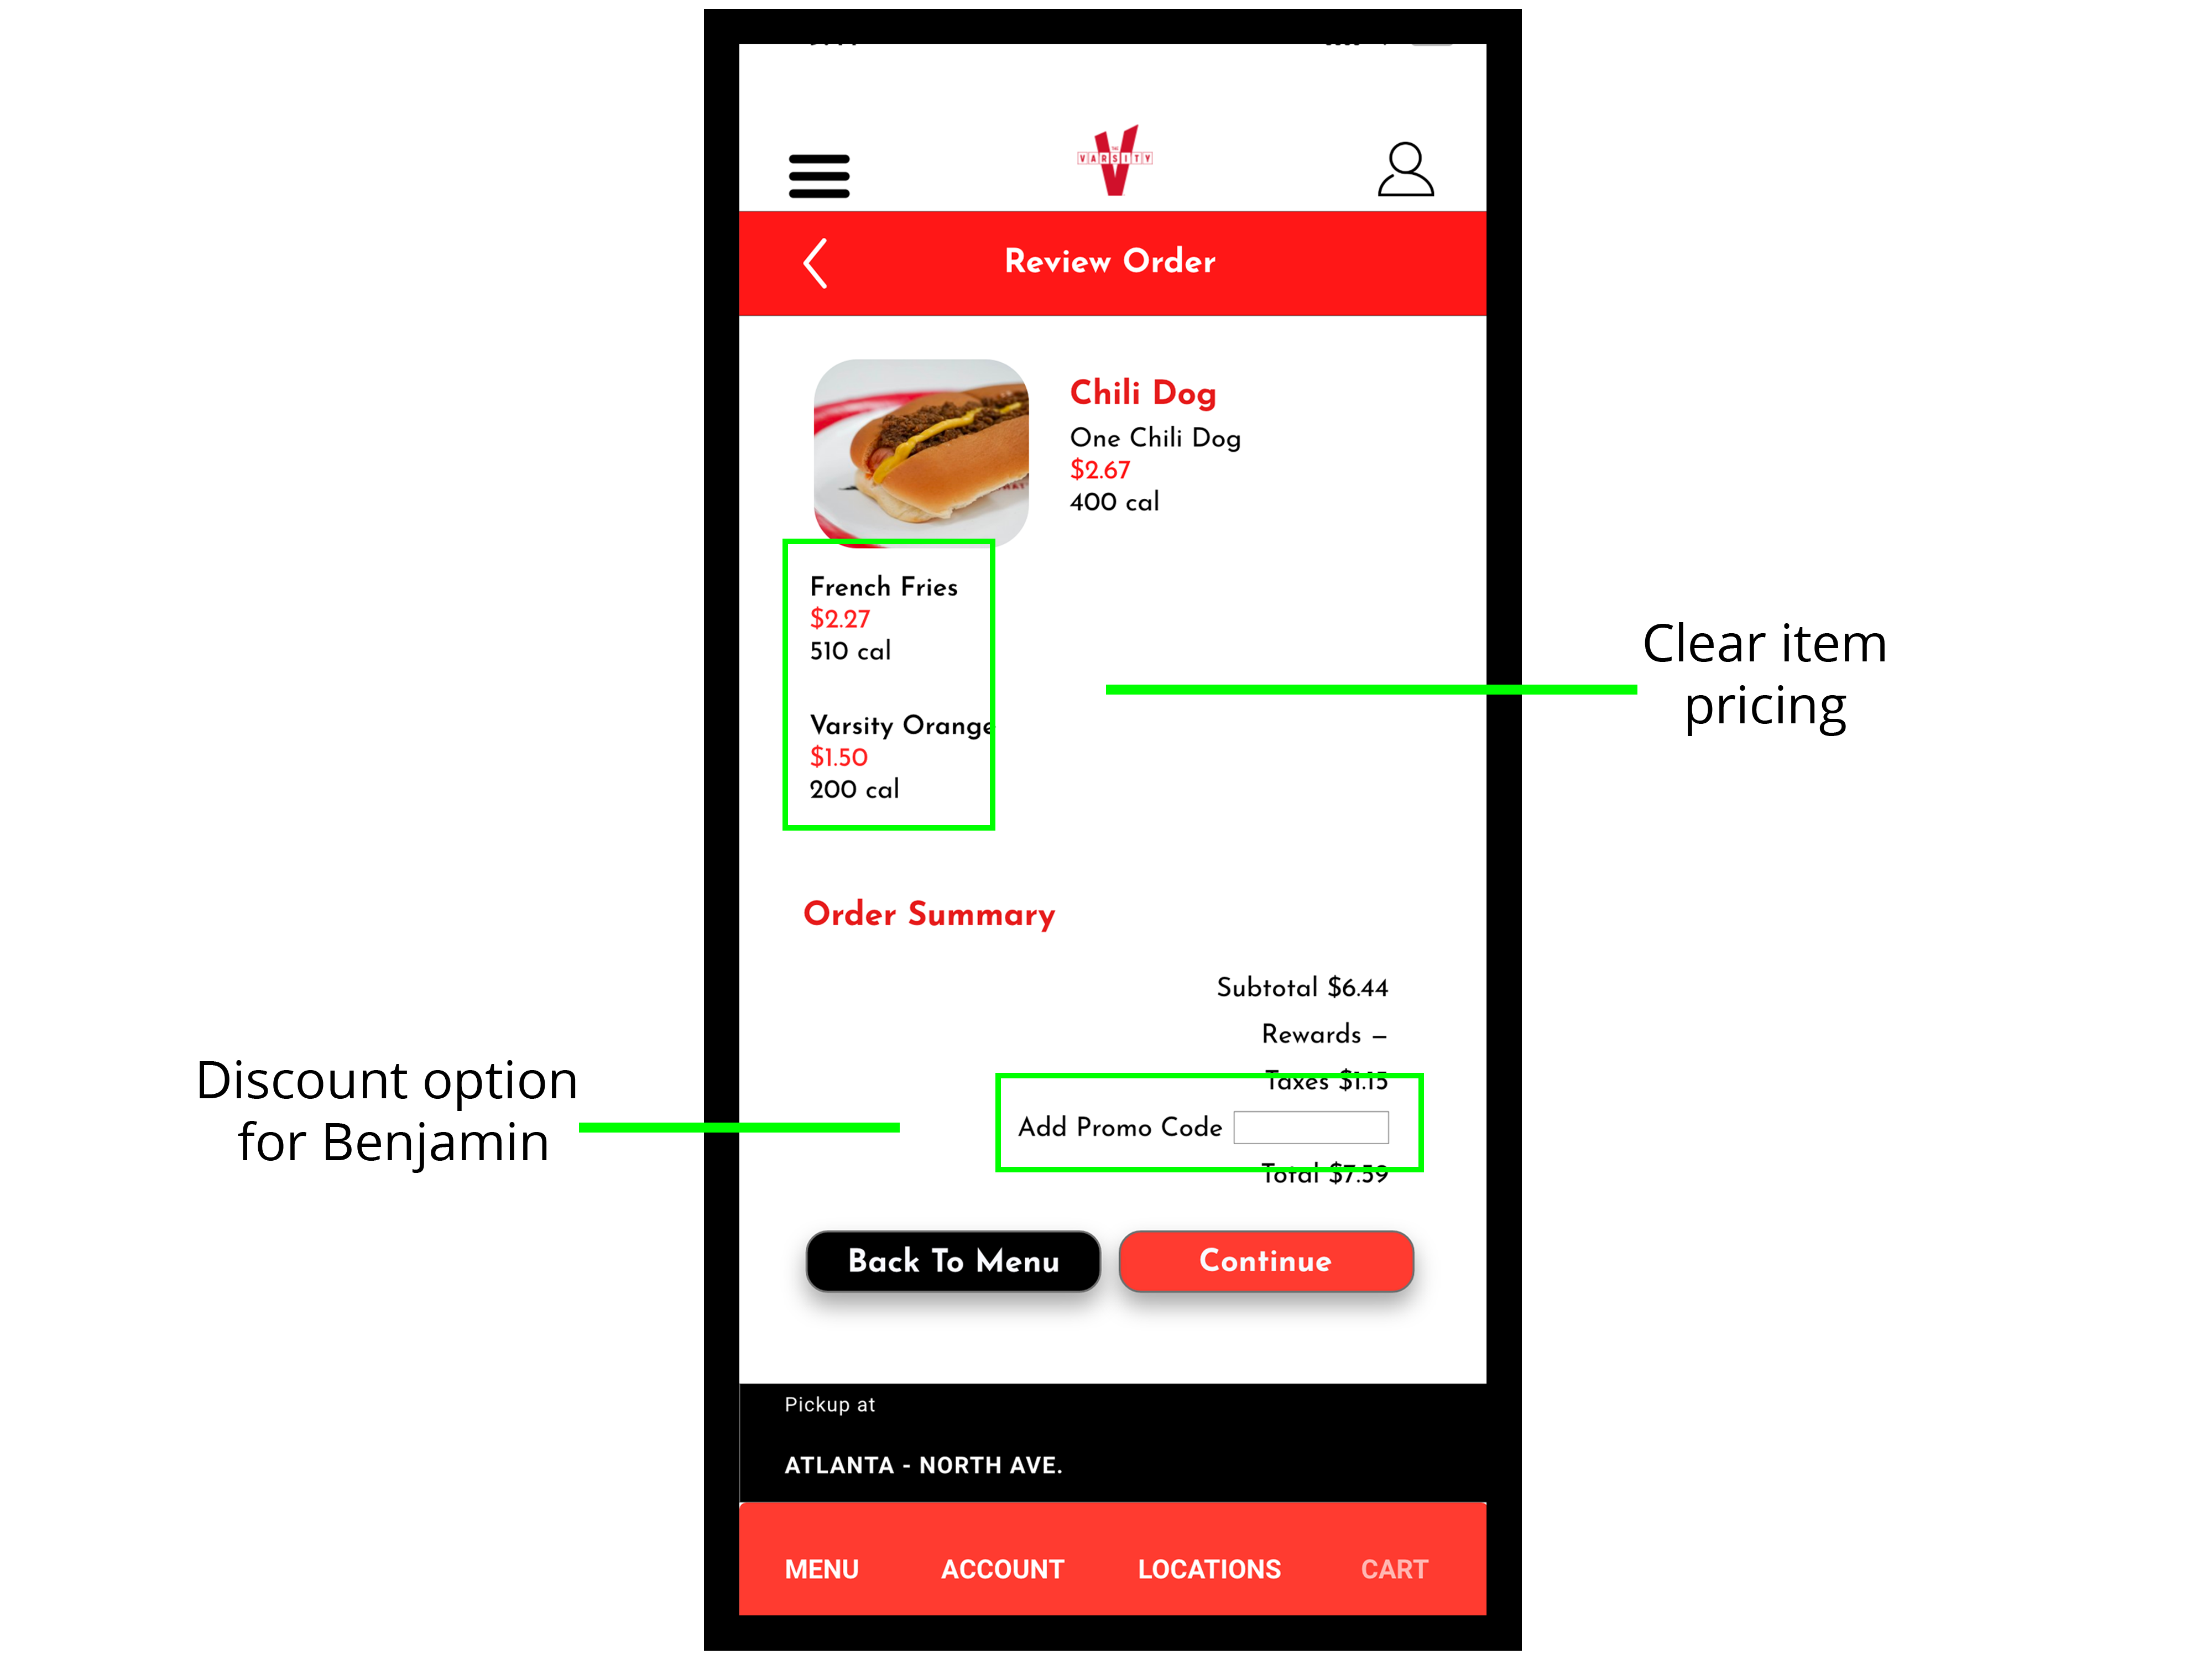 THE
VARSITY
Review Order
Chili Dog
One Chili Dog
$2.67
400 cal
French Fries
$2.27
510 cal
Varsity Orange
$1.50
200 cal
Clear item
pricing
Order Summary
Subtotal $6.44
Rewards –
Taxes $1.15
Discount option
for Benjamin
Add Promo Code
Total $7.59
Back To Menu
Continue
Pickup at
ATLANTA - NORTH AVE.
MENU ACCOUNT LOCATIONS CART